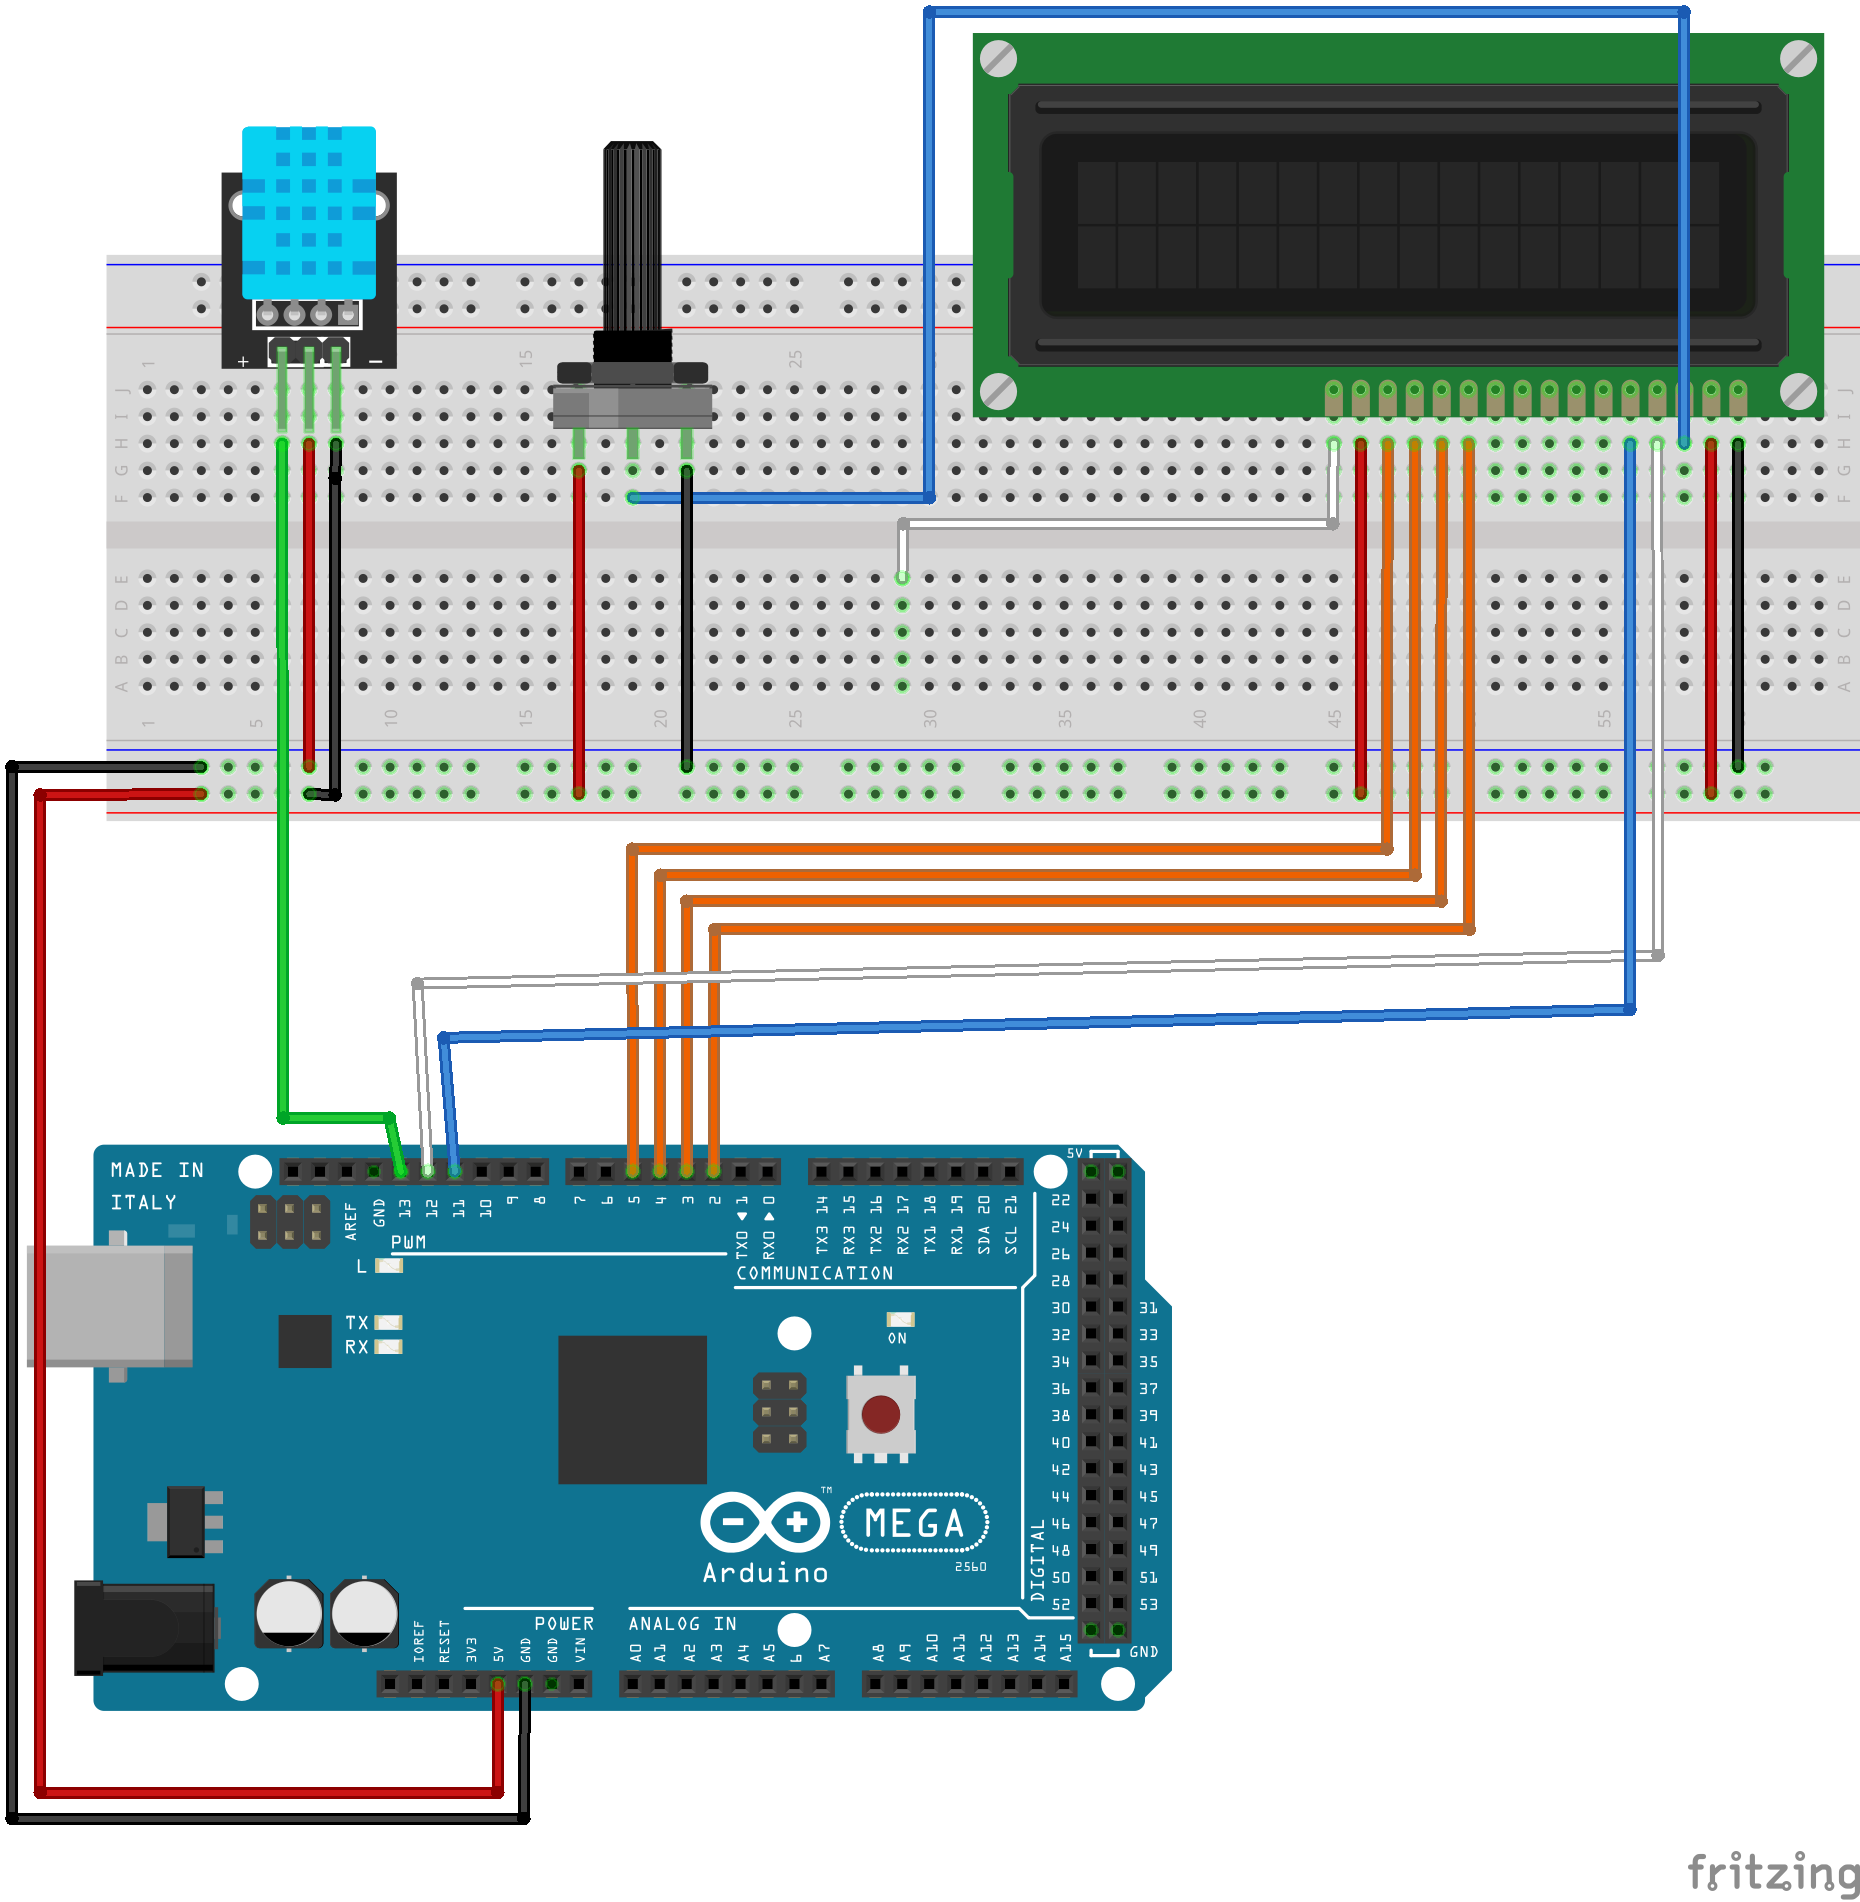 + −
1 15 25
J J
I I
H H
G G
F F
E E
D D
C C
B B
A A
1 5 10 15 20 25 30 35 40 45 55
MADE IN
ITALY
AREF GND 13 12 11 10 9 8 7 6 5 4 3 2 TX0 1 RX0 0 TX3 14 RX3 15 TX2 16 RX2 17 TX1 18 RX1 19 SDA 20 SCL 21
PWM
COMMUNICATION
L
TX
RX
ON
5V
22
24
26
28
30 31
32 33
34 35
36 37
38 39
40 41
42 43
44 45
46 47
48 49
50 51
52 53
GND
DIGITAL
TM
MEGA
Arduino
2560
POWER
ANALOG IN
IOREF RESET 3V3 5V GND GND VIN A0 A1 A2 A3 A4 A5 6 A7 A8 A9 A10 A11 A12 A13 A14 A15
fritzing